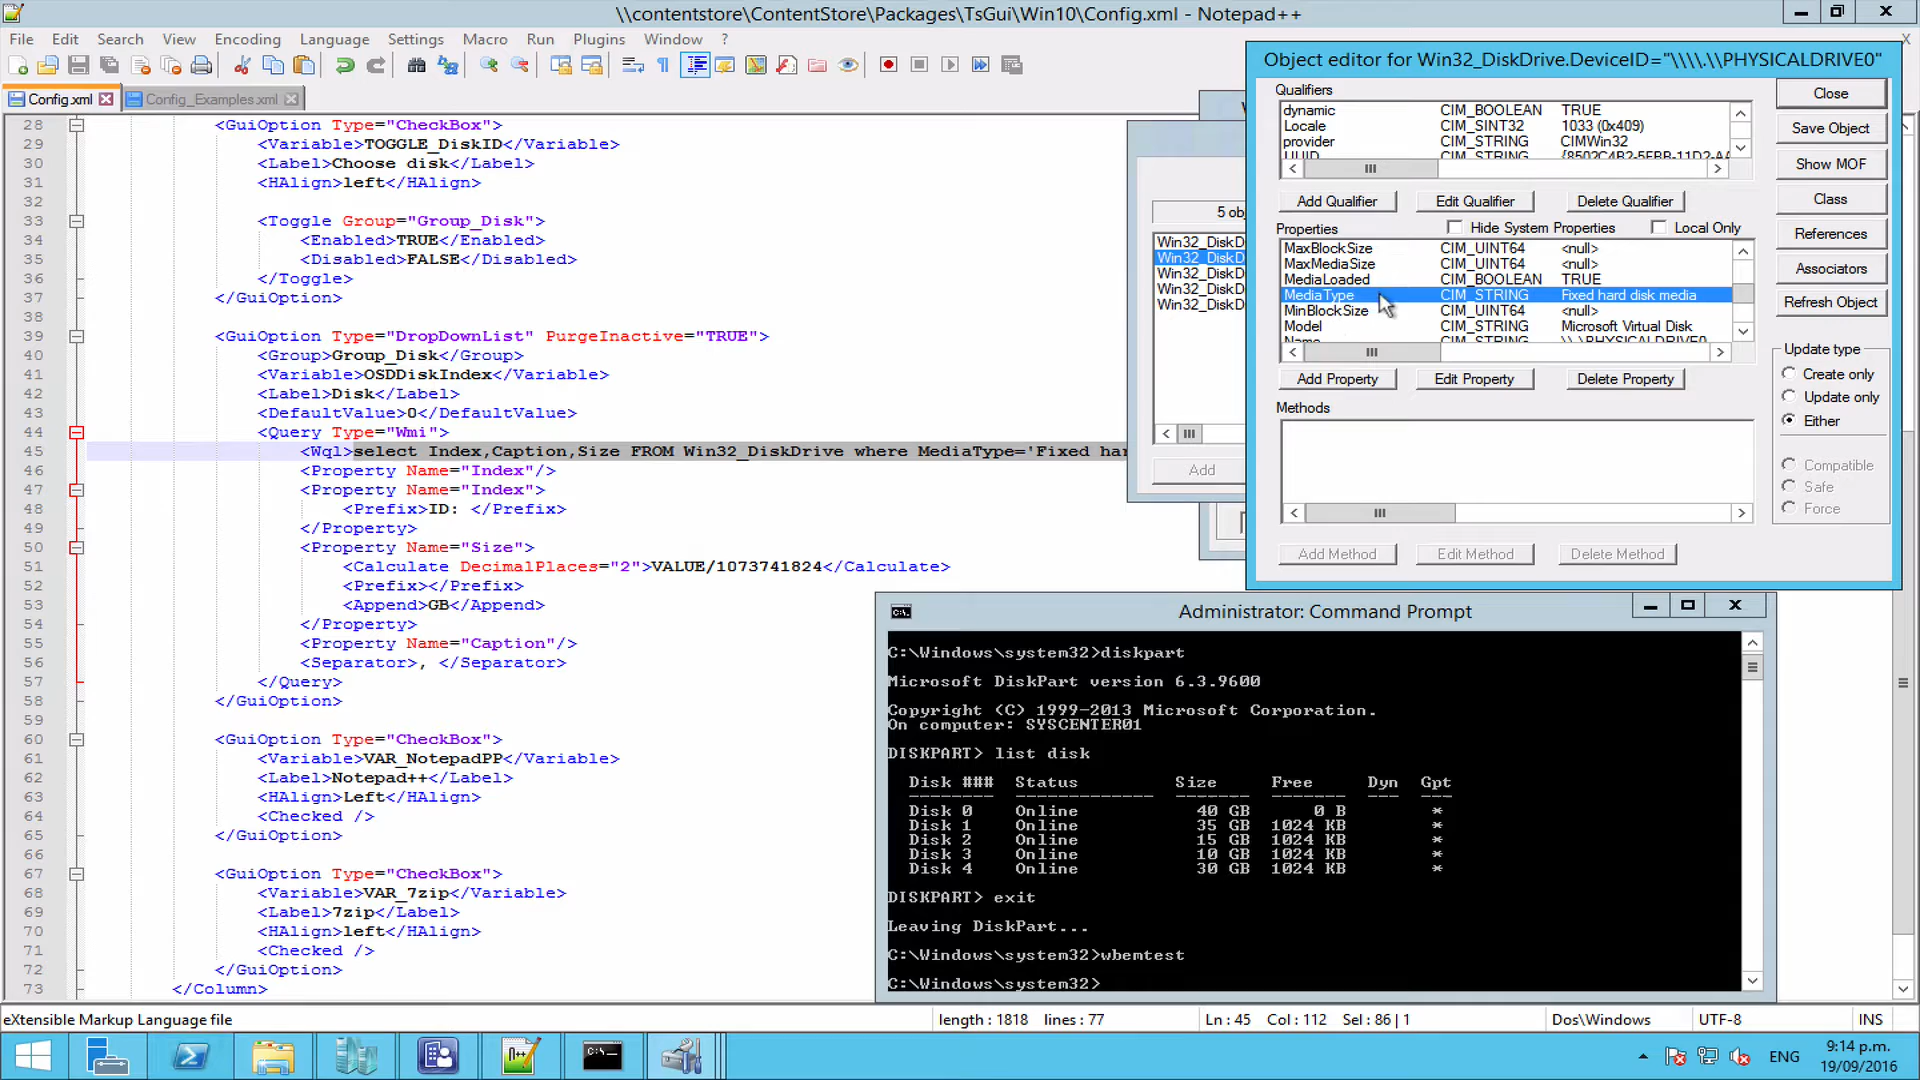 \\contentstore\ContentStore\Packages\TsGui\Win10\Config.xml - Notepad++
File Edit Search View Encoding Language Settings Macro Run Plugins Window ?
Config.xml Config_Examples.xml
28 <GuiOption Type="CheckBox">
29 <Variable>TOGGLE_DiskID</Variable>
30 <Label>Choose disk</Label>
31 <HAlign>left</HAlign>
32
33 <Toggle Group="Group_Disk">
34 <Enabled>TRUE</Enabled>
35 <Disabled>FALSE</Disabled>
36 </Toggle>
37 </GuiOption>
38
39 <GuiOption Type="DropDownList" PurgeInactive="TRUE">
40 <Group>Group_Disk</Group>
41 <Variable>OSDDiskIndex</Variable>
42 <Label>Disk</Label>
43 <DefaultValue>0</DefaultValue>
44 <Query Type="Wmi">
45 <Wql>select Index,Caption,Size FROM Win32_DiskDrive where MediaType='Fixed har
46 <Property Name="Index"/>
47 <Property Name="Index">
48 <Prefix>ID: </Prefix>
49 </Property>
50 <Property Name="Size">
51 <Calculate DecimalPlaces="2">VALUE/1073741824</Calculate>
52 <Prefix></Prefix>
53 <Append>GB</Append>
54 </Property>
55 <Property Name="Caption"/>
56 <Separator>, </Separator>
57 </Query>
58 </GuiOption>
59
60 <GuiOption Type="CheckBox">
61 <Variable>VAR_NotepadPP</Variable>
62 <Label>Notepad++</Label>
63 <HAlign>Left</HAlign>
64 <Checked />
65 </GuiOption>
66
67 <GuiOption Type="CheckBox">
68 <Variable>VAR_7zip</Variable>
69 <Label>7zip</Label>
70 <HAlign>left</HAlign>
71 <Checked />
72 </GuiOption>
73 </Column>
5 obj
Win32_DiskD
Win32_DiskD
Win32_DiskD
Win32_DiskD
Win32_DiskD
Add
Object editor for Win32_DiskDrive.DeviceID="\\\\.\\PHYSICALDRIVE0"
Qualifiers
dynamic CIM_BOOLEAN TRUE
Locale CIM_SINT32 1033 (0x409)
provider CIM_STRING CIMWin32
UUID CIM_STRING {8502C4B2-5FBB-11D2-AA
Add Qualifier Edit Qualifier Delete Qualifier
Properties Hide System Properties Local Only
MaxBlockSize CIM_UINT64 <null>
MaxMediaSize CIM_UINT64 <null>
MediaLoaded CIM_BOOLEAN TRUE
MediaType CIM_STRING Fixed hard disk media
MinBlockSize CIM_UINT64 <null>
Model CIM_STRING Microsoft Virtual Disk
Name CIM_STRING \\.\PHYSICALDRIVE0
Add Property Edit Property Delete Property
Methods
Add Method Edit Method Delete Method
Close
Save Object
Show MOF
Class
References
Associators
Refresh Object
Update type
Create only
Update only
Either
Compatible
Safe
Force
Administrator: Command Prompt
C:\Windows\system32>diskpart
Microsoft DiskPart version 6.3.9600
Copyright (C) 1999-2013 Microsoft Corporation.
On computer: SYSCENTER01
DISKPART> list disk
Disk ### Status Size Free Dyn Gpt
-------- ------------- ------- ------- --- ---
Disk 0 Online 40 GB 0 B *
Disk 1 Online 35 GB 1024 KB *
Disk 2 Online 15 GB 1024 KB *
Disk 3 Online 10 GB 1024 KB *
Disk 4 Online 30 GB 1024 KB *
DISKPART> exit
Leaving DiskPart...
C:\Windows\system32>wbemtest
C:\Windows\system32>
eXtensible Markup Language file length : 1818 lines : 77 Ln : 45 Col : 112 Sel : 86 | 1 Dos\Windows UTF-8 INS
ENG 9:14 p.m.
19/09/2016